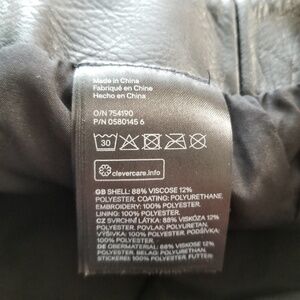 Made in China
Fabriqué en Chine
Hecho en China
O/N 754190
P/N 0580145 6
30
clevercare.info
GB SHELL: 88% VISCOSE 12%
POLYESTER. COATING: POLYURETHANE.
EMBROIDERY: 100% POLYESTER.
LINING: 100% POLYESTER.
CZ SVRCHNÍ LÁTKA: 88% VISKÓZA 12%
POLYESTER. POVLAK: POLYURETAN.
VÝŠIVKA: 100% POLYESTER. PODŠÍVKA:
100% POLYESTER.
DE OBERMATERIAL: 88% VISKOSE 12%
POLYESTER. BELAG: POLYURETHAN.
STICKEREI: 100% POLYESTER. FUTTER: